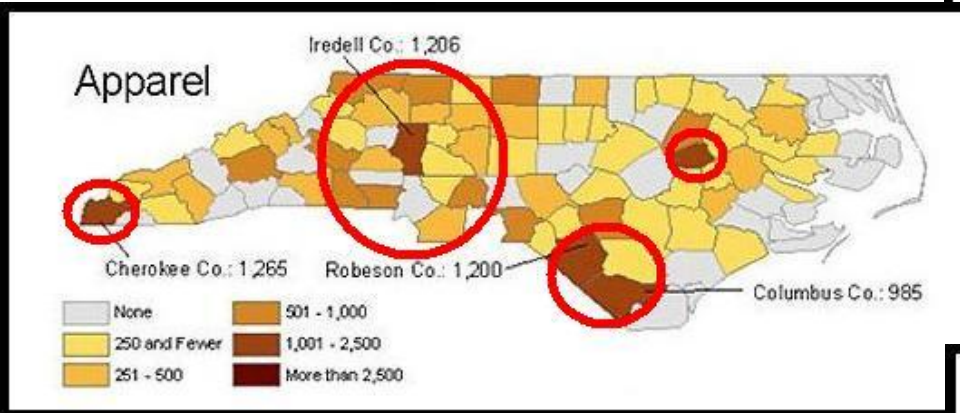 Iredell Co.: 1,206
Apparel
Cherokee Co.: 1,265
Robeson Co.: 1,200
Columbus Co.: 985
None
250 and Fewer
251 - 500
501 - 1,000
1,001 - 2,500
More than 2,500